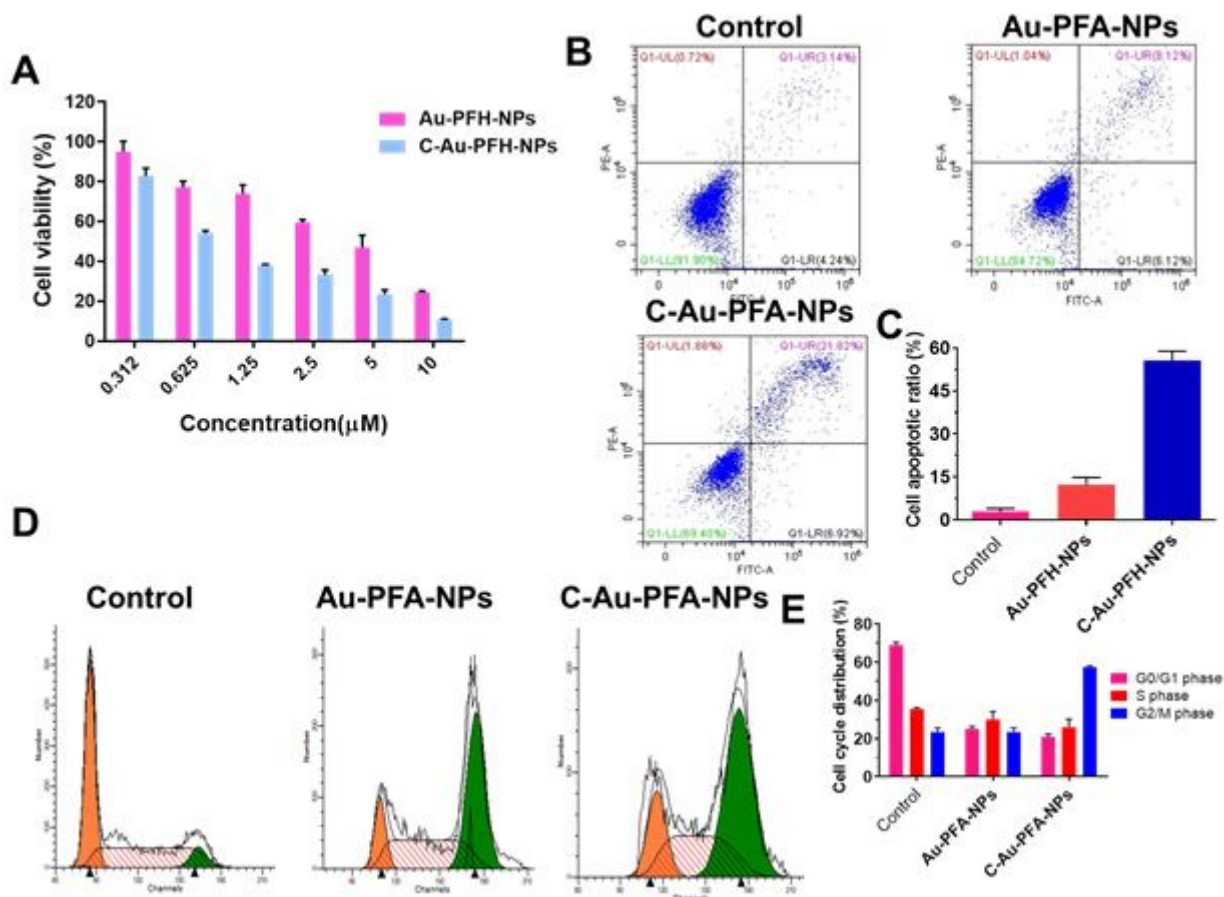 A
120
100
80
60
40
20
0
Cell viability (%)
Au-PFH-NPs
C-Au-PFH-NPs
0.312
0.625
1.25
2.5
5
10
Concentration(μM)
B
Control
Q1-UL(0.72%)
Q1-UR(3.14%)
Q1-LR(4.24%)
PE-A
FITC-A
Au-PFA-NPs
Q1-UL(1.04%)
PE-A
FITC-A
C-Au-PFA-NPs
Q1-UL(1.88%)
Q1-UR(21.82%)
Q1-LR(6.92%)
PE-A
FITC-A
C
60
45
30
15
0
Cell apoptotic ratio (%)
Control
Au-PFH-NPs
C-Au-PFH-NPs
D
Control
Number
Channels
Au-PFA-NPs
Number
Channels
C-Au-PFA-NPs
Number
Channels
E
80
60
40
20
0
Cell cycle distribution (%)
G0/G1 phase
S phase
G2/M phase
Control
Au-PFA-NPs
C-Au-PFA-NPs